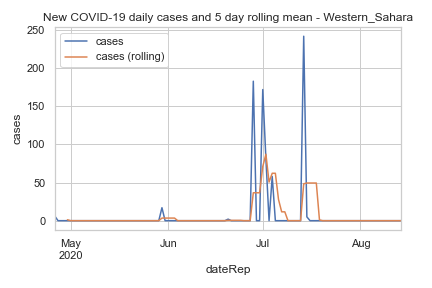 New COVID-19 daily cases and 5 day rolling mean - Western_Sahara
cases
cases (rolling)
250
200
150
100
50
0
cases
May
2020
Jun
Jul
Aug
dateRep